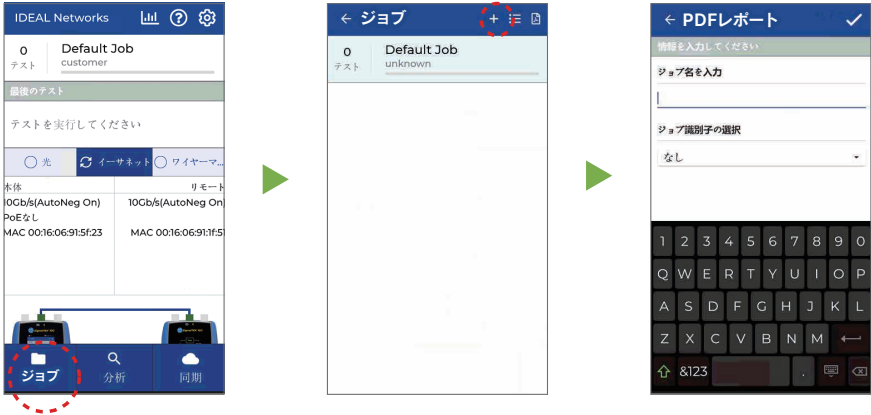 IDEAL Networks
0
テスト
Default Job
customer
最後のテスト
テストを実行してください
光
イーサネット
ワイヤーマ...
本体
リモート
10Gb/s(AutoNeg On)
10Gb/s(AutoNeg On)
PoEなし
MAC 00:16:06:91:5f:23
MAC 00:16:06:91:1f:51
ジョブ
分析
同期
ジョブ
0
テスト
Default Job
unknown
PDFレポート
情報を入力してください
ジョブ名を入力
ジョブ識別子の選択
なし
1 2 3 4 5 6 7 8 9 0
Q W E R T Y U I O P
A S D F G H J K L
Z X C V B N M
&123 .